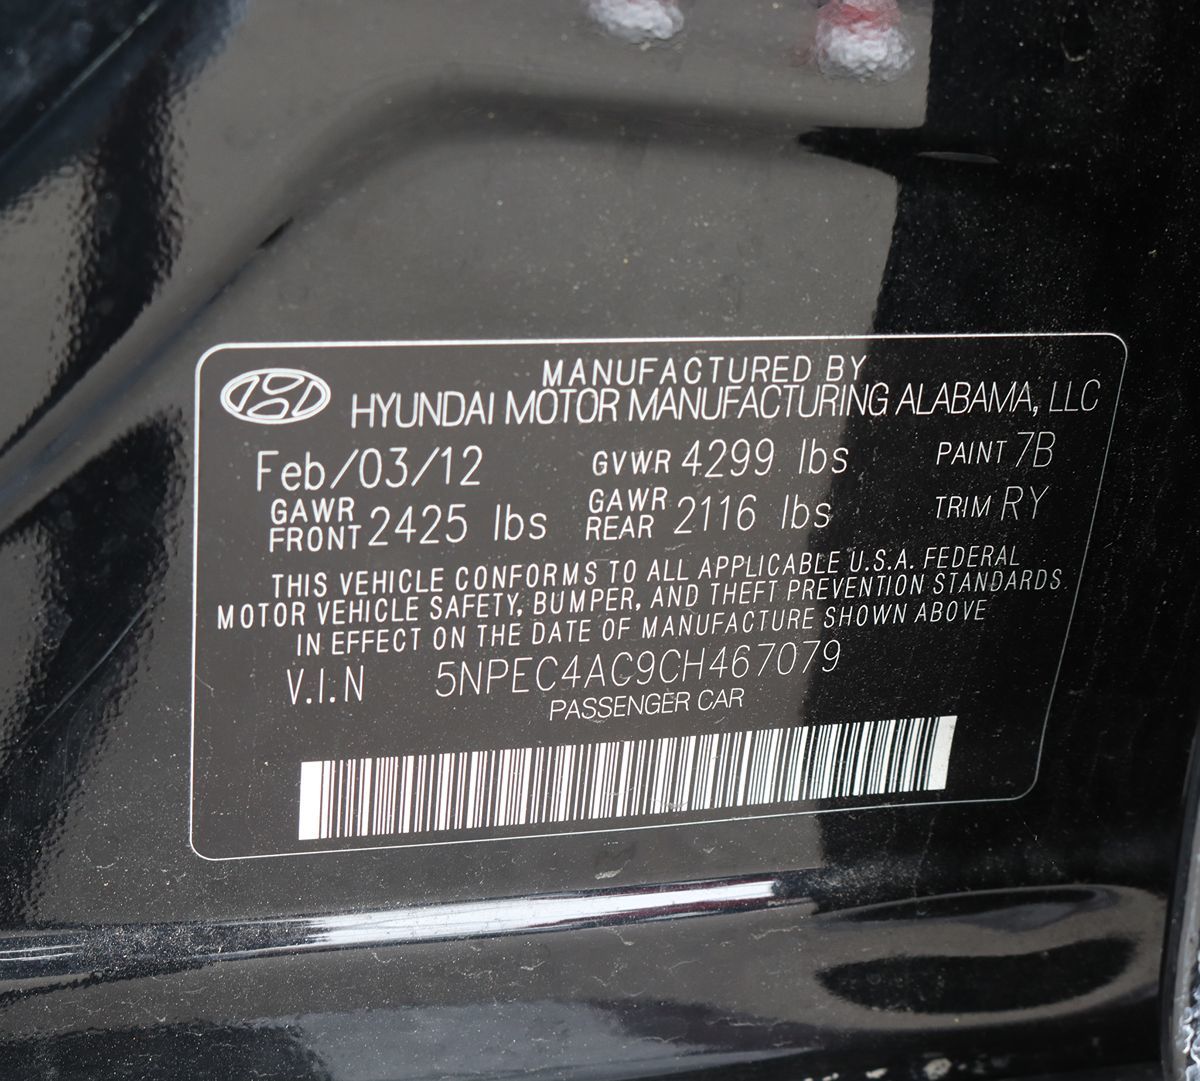 MANUFACTURED BY
HYUNDAI MOTOR MANUFACTURING ALABAMA, LLC
Feb/03/12 GVWR 4299 lbs PAINT 7B
GAWR FRONT 2425 lbs GAWR REAR 2116 lbs TRIM RY
THIS VEHICLE CONFORMS TO ALL APPLICABLE U.S.A. FEDERAL
MOTOR VEHICLE SAFETY, BUMPER, AND THEFT PREVENTION STANDARDS
IN EFFECT ON THE DATE OF MANUFACTURE SHOWN ABOVE
V.I.N 5NPEC4AC9CH467079
PASSENGER CAR